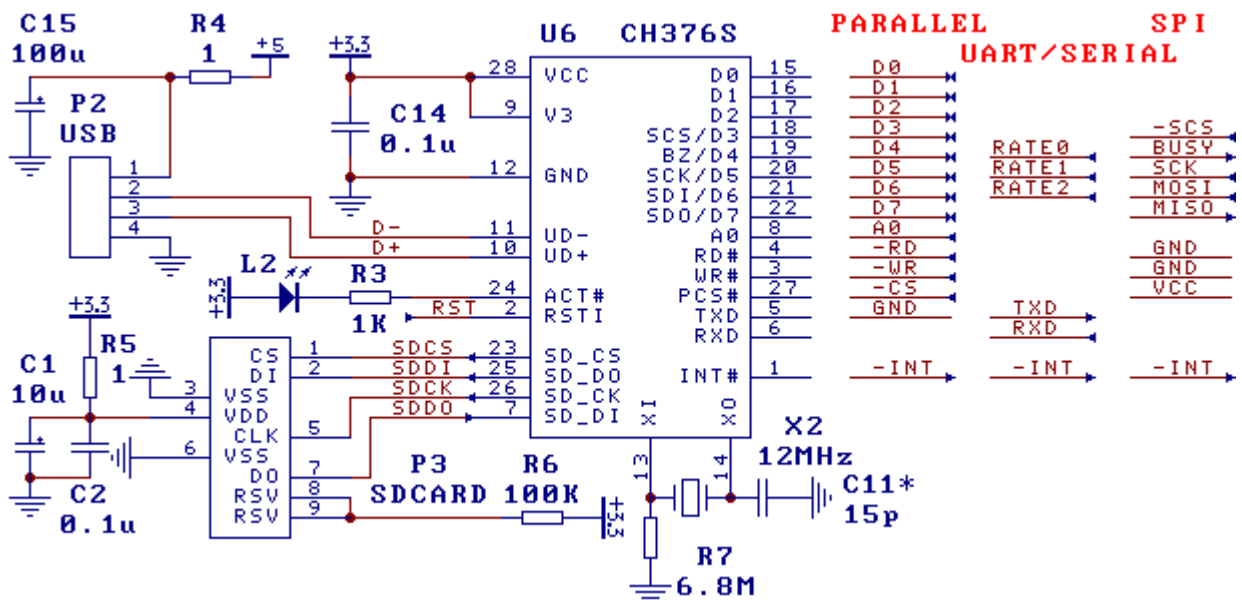 C15
100u
R4
1
+5
+3.3
U6 CH376S
PARALLEL
SPI
UART/SERIAL
P2
USB
C14
0.1u
28 VCC
9 V3
12 GND
11 UD-
10 UD+
24 ACT#
2 RSTI
23 SD_CS
25 SD_DO
26 SD_CK
7 SD_DI
D0 15
D1 16
D2 17
SCS/D3 18
BZ/D4 19
SCK/D5 20
SDI/D6 21
SDO/D7 22
A0 8
RD# 4
WR# 3
PCS# 27
TXD 5
RXD 6
INT# 1
XI
XO
13
14
D0
D1
D2
D3
D4
D5
D6
D7
A0
-RD
-WR
-CS
GND
-INT
RATE0
RATE1
RATE2
TXD
RXD
-INT
-SCS
BUSY
SCK
MOSI
MISO
GND
GND
VCC
-INT
1
2
3
4
D-
D+
L2
R3
1K
+3.3
RST
+3.3
R5
1
C1
10u
C2
0.1u
CS 1
DI 2
3 VSS
4 VDD
CLK 5
6 VSS
DO 7
RSV 8
RSV 9
SDCS
SDDI
SDCK
SDDO
P3
SDCARD
R6
100K
+3.3
X2
12MHz
C11*
15p
R7
6.8M